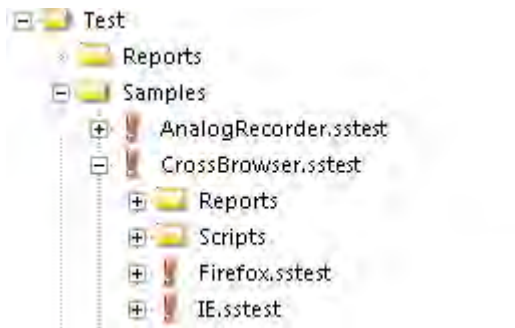 Test
Reports
Samples
AnalogRecorder.sstest
CrossBrowser.sstest
Reports
Scripts
Firefox.sstest
IE.sstest